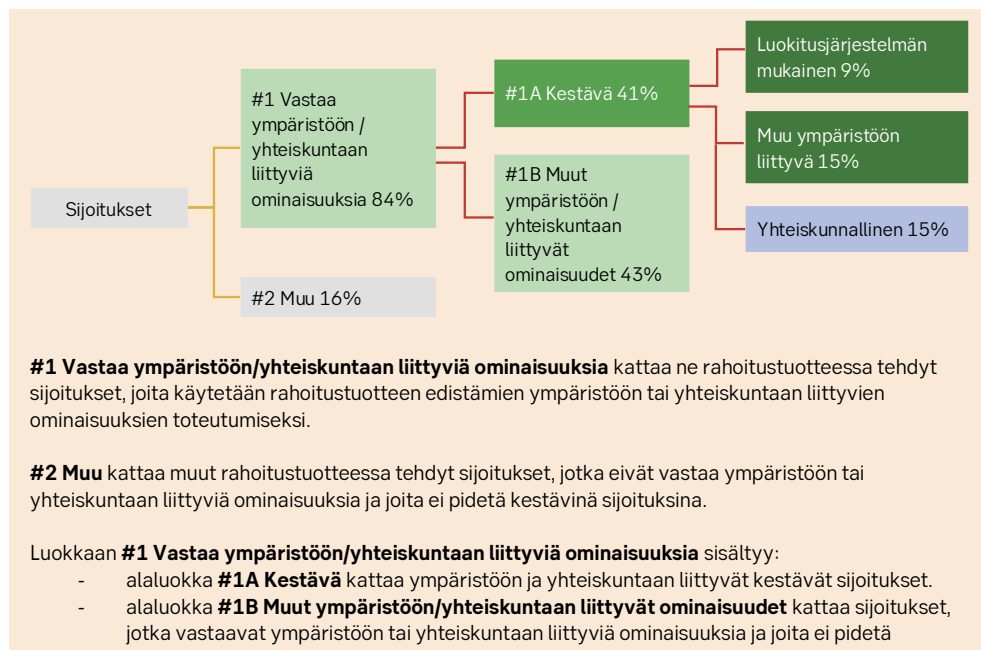 Sijoitukset
#1 Vastaa
ympäristöön /
yhteiskuntaan
liittyviä
ominaisuuksia 84%
#2 Muu 16%
#1A Kestävä 41%
#1B Muut
ympäristöön /
yhteiskuntaan
liittyvät
ominaisuudet 43%
Luokitusjärjestelmän
mukainen 9%
Muu ympäristöön
liittyvä 15%
Yhteiskunnallinen 15%
#1 Vastaa ympäristöön/yhteiskuntaan liittyviä ominaisuuksia kattaa ne rahoitustuotteessa tehdyt
sijoitukset, joita käytetään rahoitustuotteen edistämien ympäristöön tai yhteiskuntaan liittyvien
ominaisuuksien toteutumiseksi.
#2 Muu kattaa muut rahoitustuotteessa tehdyt sijoitukset, jotka eivät vastaa ympäristöön tai
yhteiskuntaan liittyviä ominaisuuksia ja joita ei pidetä kestävinä sijoituksina.
Luokkaan #1 Vastaa ympäristöön/yhteiskuntaan liittyviä ominaisuuksia sisältyy:
- alaluokka #1A Kestävä kattaa ympäristöön ja yhteiskuntaan liittyvät kestävät sijoitukset.
- alaluokka #1B Muut ympäristöön/yhteiskuntaan liittyvät ominaisuudet kattaa sijoitukset,
jotka vastaavat ympäristöön tai yhteiskuntaan liittyviä ominaisuuksia ja joita ei pidetä